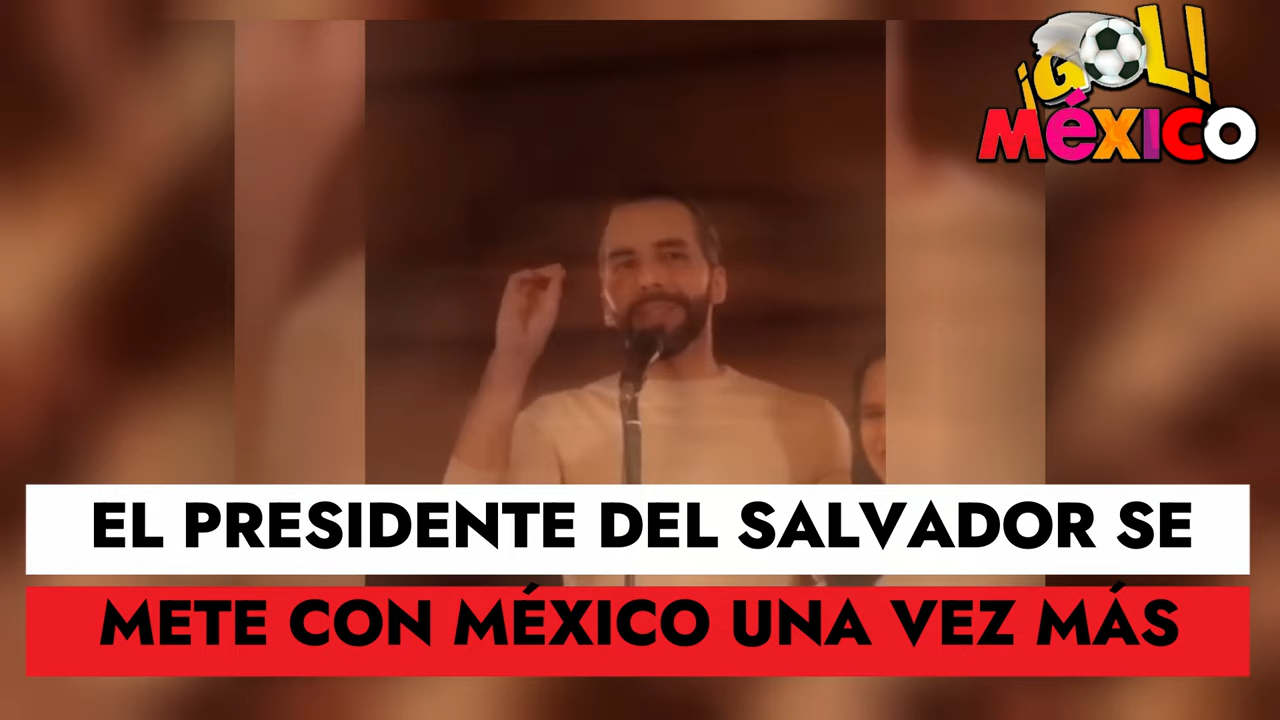 ¡GOL!
MéXICO
EL PRESIDENTE DEL SALVADOR SE
METE CON MÉXICO UNA VEZ MÁS